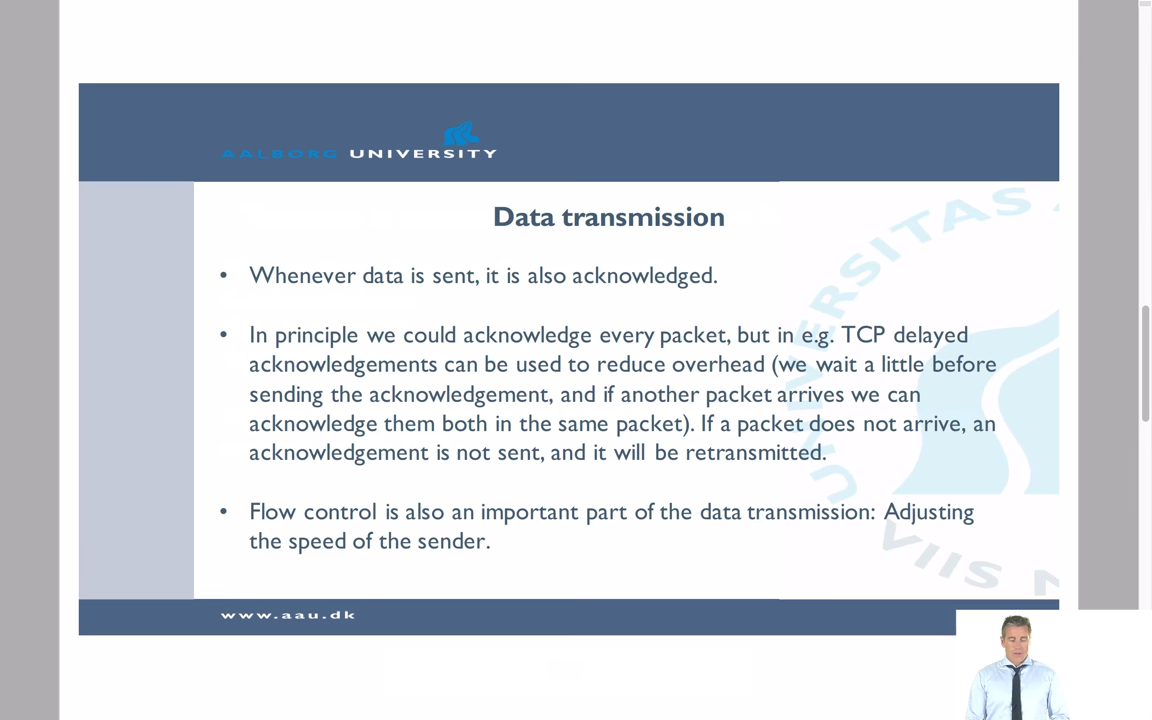 AALBORG UNIVERSITY
Data transmission
• Whenever data is sent, it is also acknowledged.
• In principle we could acknowledge every packet, but in e.g. TCP delayed
acknowledgements can be used to reduce overhead (we wait a little before
sending the acknowledgement, and if another packet arrives we can
acknowledge them both in the same packet). If a packet does not arrive, an
acknowledgement is not sent, and it will be retransmitted.
• Flow control is also an important part of the data transmission: Adjusting
the speed of the sender.
UNIVERSITAS
VIIS
www.aau.dk